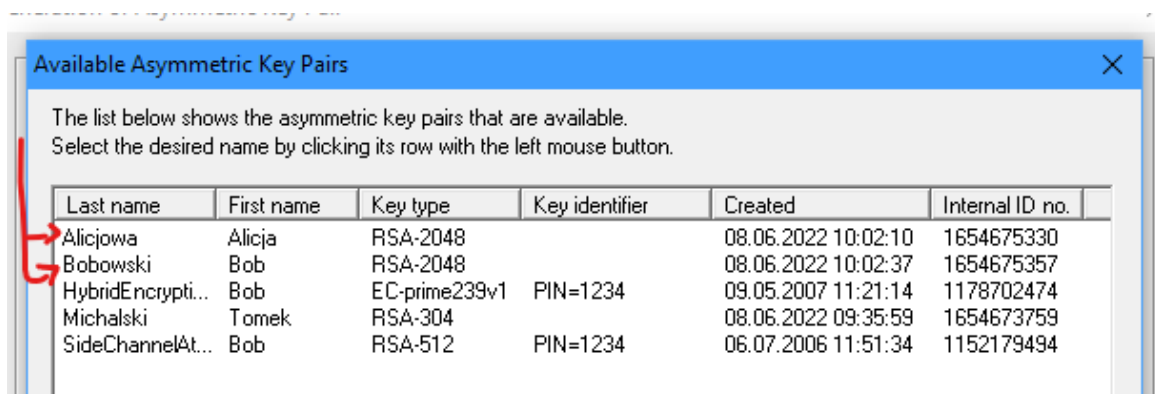 Available Asymmetric Key Pairs
The list below shows the asymmetric key pairs that are available.
Select the desired name by clicking its row with the left mouse button.
Last name First name Key type Key identifier Created Internal ID no.
Alicjowa Alicja RSA-2048 08.06.2022 10:02:10 1654675330
Bobowski Bob RSA-2048 08.06.2022 10:02:37 1654675357
HybridEncrypti... Bob EC-prime239v1 PIN=1234 09.05.2007 11:21:14 1178702474
Michalski Tomek RSA-304 08.06.2022 09:35:59 1654673759
SideChannelAt... Bob RSA-512 PIN=1234 06.07.2006 11:51:34 1152179494